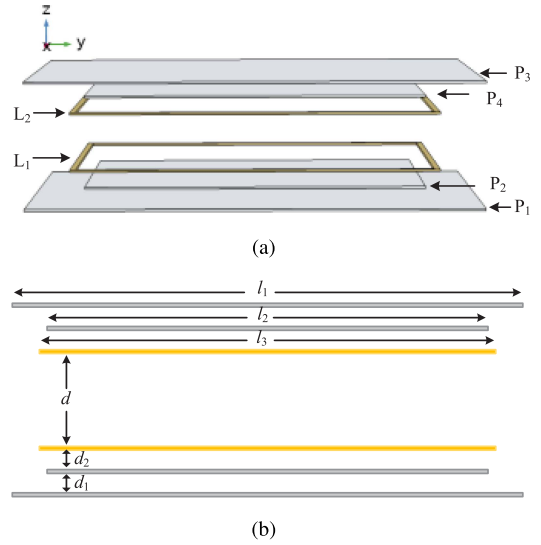 z
y
x
P₃
P₄
L₂
L₁
P₂
P₁
(a)
l₁
l₂
l₃
d
d₂
d₁
(b)